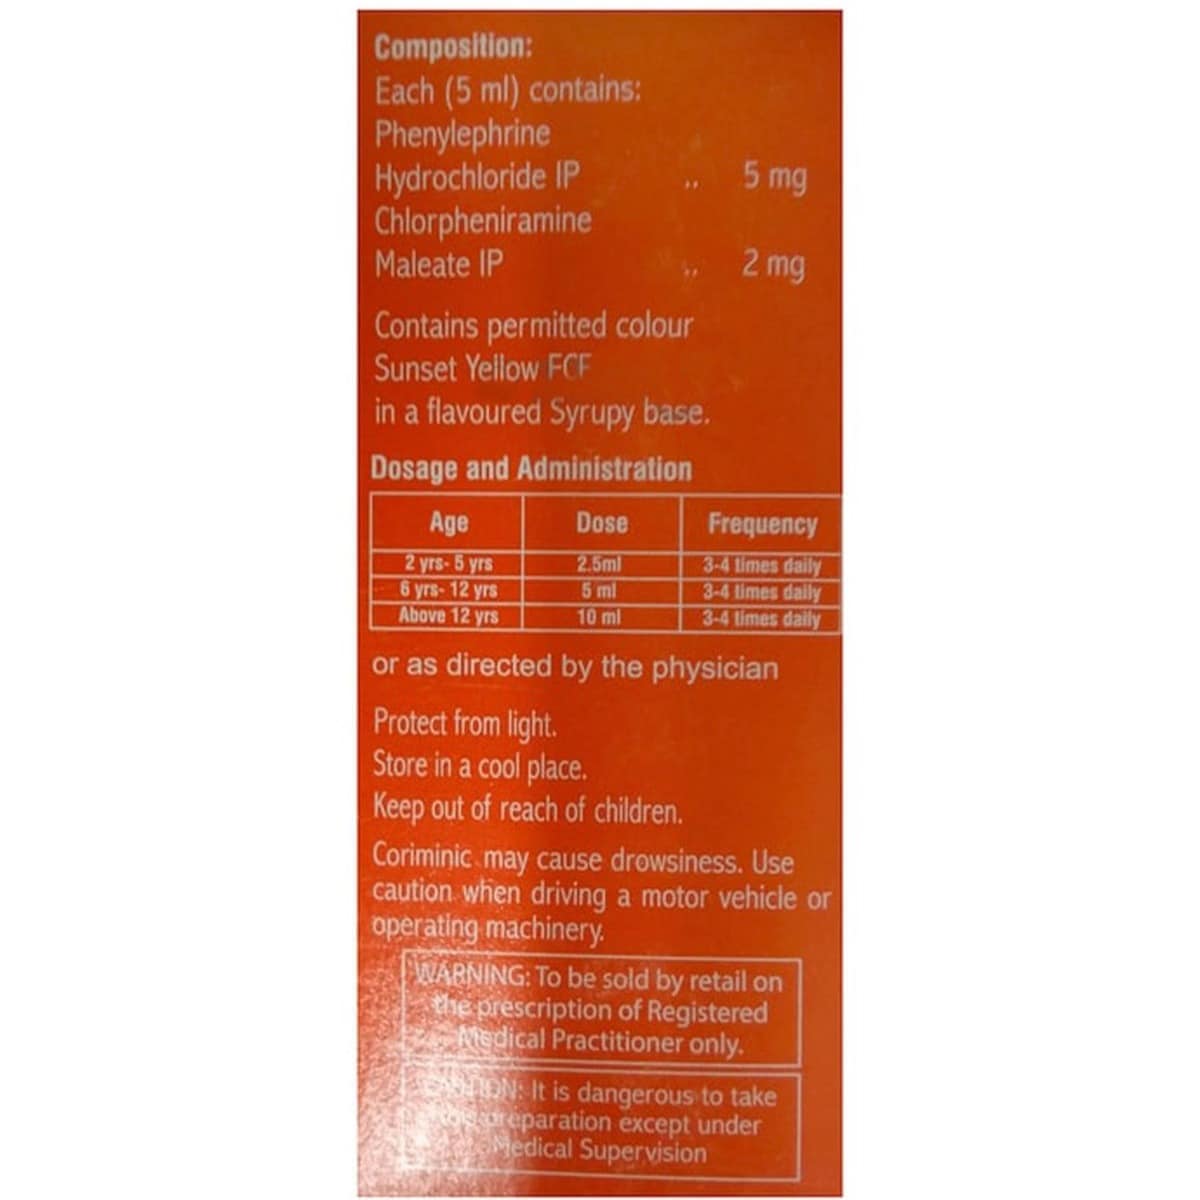 Composition:
Each (5 ml) contains:
Phenylephrine
Hydrochloride IP .. 5 mg
Chlorpheniramine
Maleate IP .. 2 mg
Contains permitted colour
Sunset Yellow FCF
in a flavoured Syrupy base.
Dosage and Administration
Age Dose Frequency
2 yrs- 5 yrs 2.5ml 3-4 times daily
6 yrs- 12 yrs 5 ml 3-4 times daily
Above 12 yrs 10 ml 3-4 times daily
or as directed by the physician
Protect from light.
Store in a cool place.
Keep out of reach of children.
Coriminic may cause drowsiness. Use
caution when driving a motor vehicle or
operating machinery.
WARNING: To be sold by retail on
the prescription of Registered
Medical Practitioner only.
It is dangerous to take
preparation except under
Medical Supervision